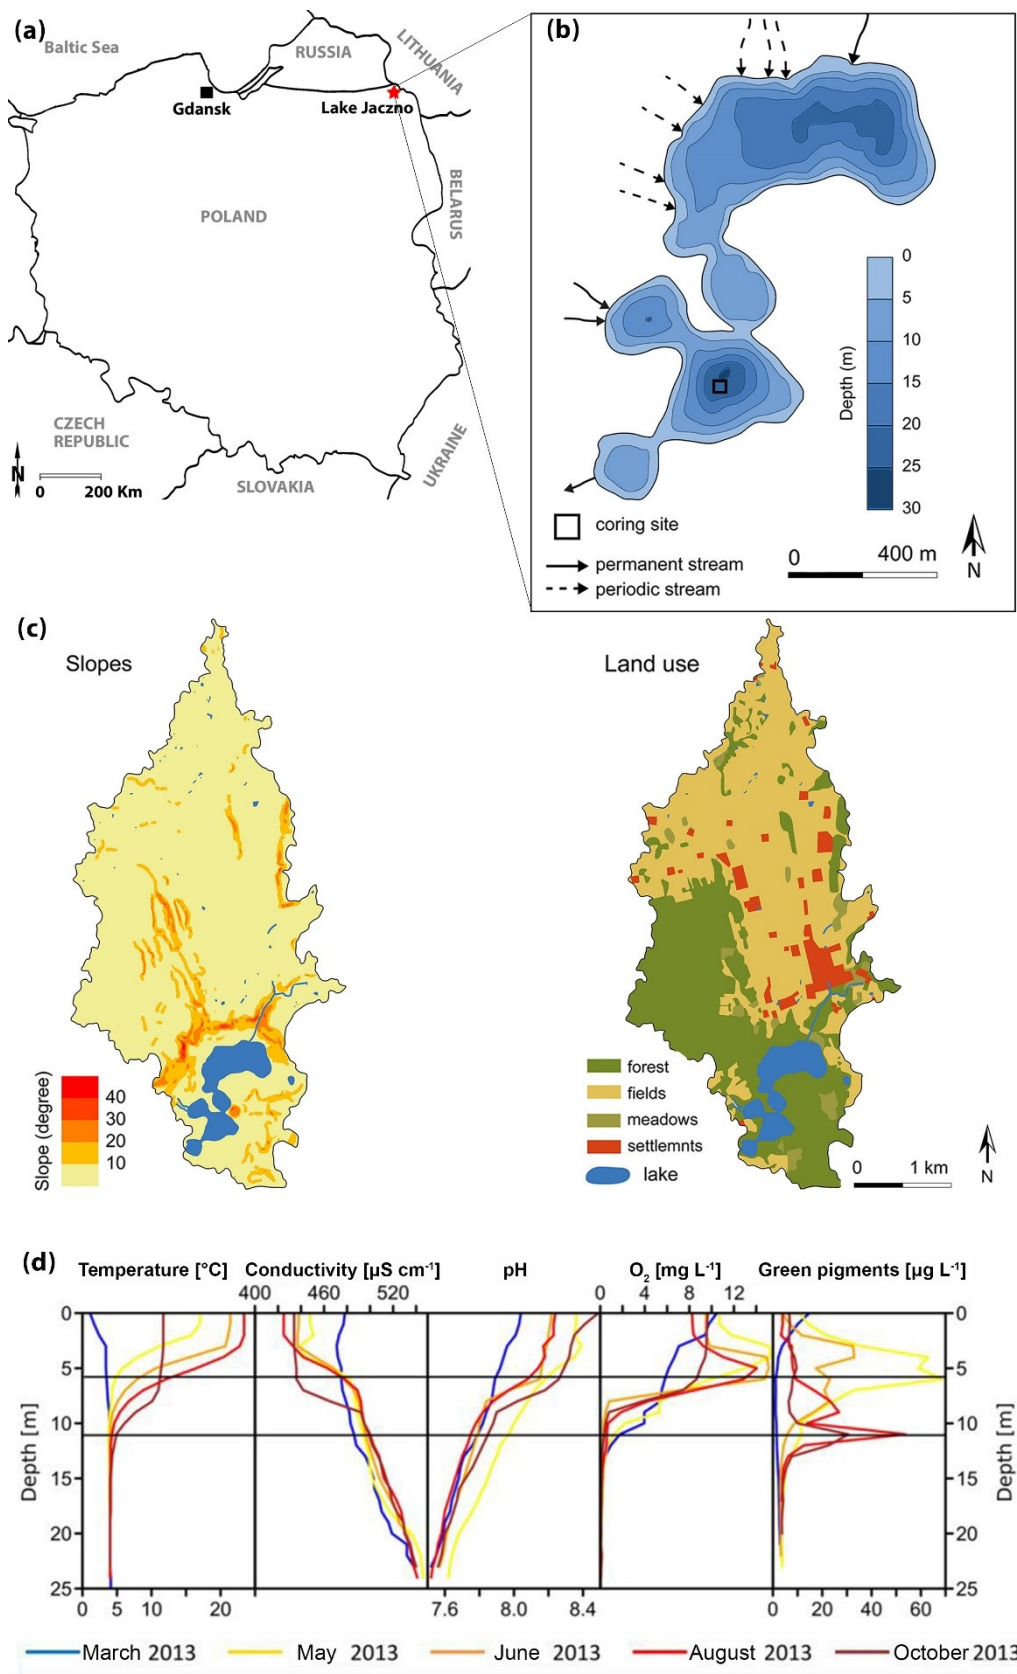 (a)
Baltic Sea
RUSSIA
LITHUANIA
Gdansk
Lake Jaczno
POLAND
BELARUS
CZECH
REPUBLIC
SLOVAKIA
UKRAINE
N
0 200 Km
(b)
0
5
10
15
20
25
30
Depth (m)
coring site
permanent stream
periodic stream
0 400 m
N
(c)
Slopes
Land use
Slope (degree)
40
30
20
10
forest
fields
meadows
settlemnts
lake
0 1 km
N
(d)
Temperature [°C] Conductivity [µS cm-1] pH O2 [mg L-1] Green pigments [µg L-1]
400 460 520 0 4 8 12
0 0
5 5
10 10
15 15
20 20
25 25
Depth [m]
Depth [m]
0 5 10 20 7.6 8.0 8.4 0 20 40 60
March 2013 May 2013 June 2013 August 2013 October 2013